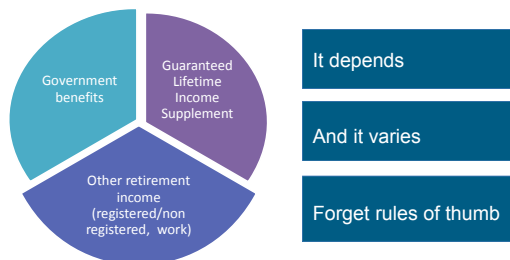 Government
benefits
Guaranteed
Lifetime
Income
Supplement
Other retirement
income
(registered/non
registered, work)
It depends
And it varies
Forget rules of thumb